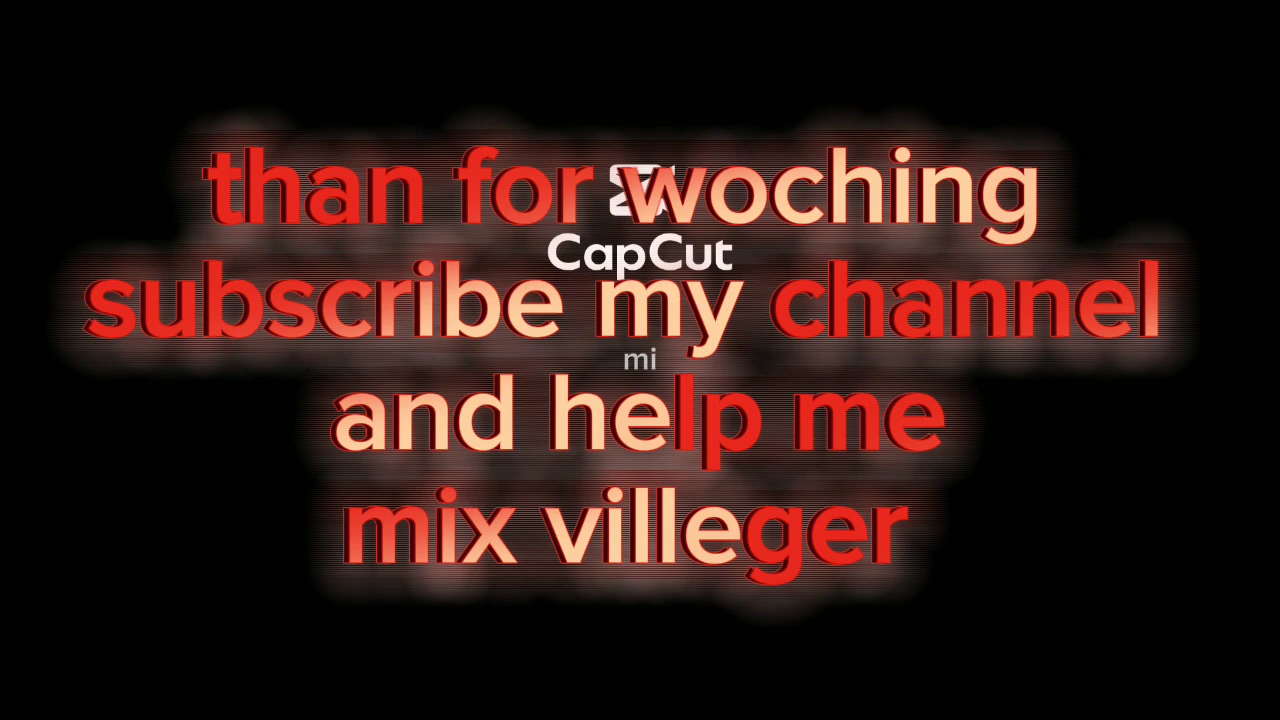 than for woching
CapCut
subscribe my channel
mi
and help me
mix villeger